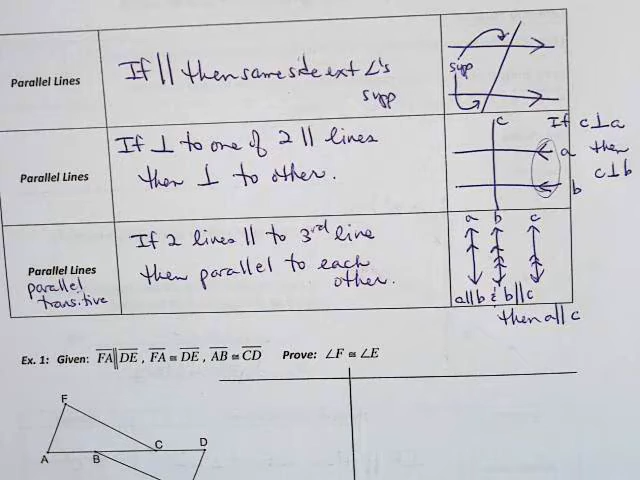 Parallel Lines
If || then same side ext ∠'s
supp
supp
Parallel Lines
If ⊥ to one of 2 || lines
then ⊥ to other.
c
If c⊥a
a then
c⊥b
b
Parallel Lines
parallel
transitive
If 2 lines || to 3rd line
then parallel to each
other.
a b c
a||b & b||c
then a||c
Ex. 1: Given: FA || DE, FA ≅ DE, AB ≅ CD Prove: ∠F ≅ ∠E
F
C D
A B